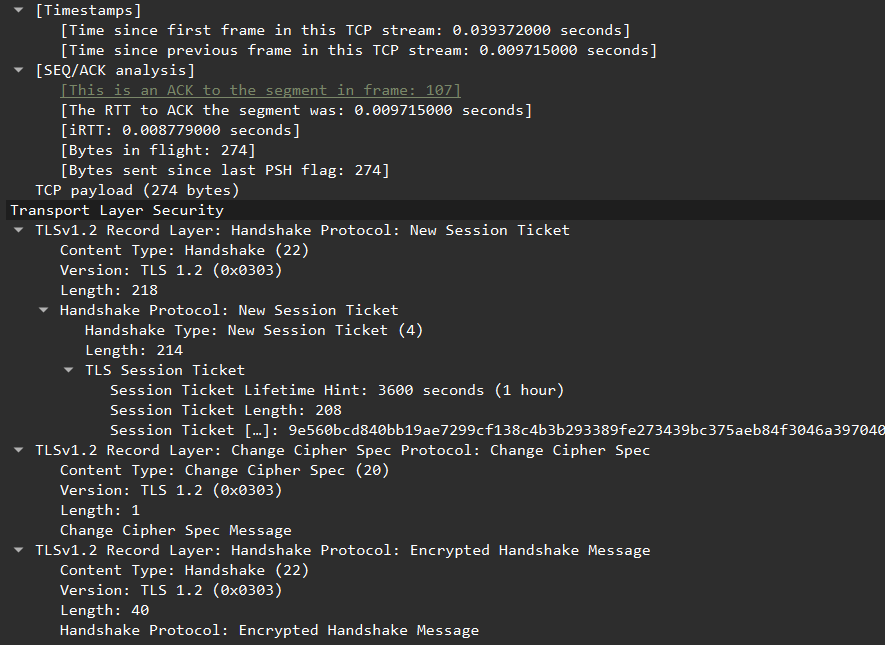 [Timestamps]
[Time since first frame in this TCP stream: 0.039372000 seconds]
[Time since previous frame in this TCP stream: 0.009715000 seconds]
[SEQ/ACK analysis]
[This is an ACK to the segment in frame: 107]
[The RTT to ACK the segment was: 0.009715000 seconds]
[iRTT: 0.008779000 seconds]
[Bytes in flight: 274]
[Bytes sent since last PSH flag: 274]
TCP payload (274 bytes)
Transport Layer Security
TLSv1.2 Record Layer: Handshake Protocol: New Session Ticket
Content Type: Handshake (22)
Version: TLS 1.2 (0x0303)
Length: 218
Handshake Protocol: New Session Ticket
Handshake Type: New Session Ticket (4)
Length: 214
TLS Session Ticket
Session Ticket Lifetime Hint: 3600 seconds (1 hour)
Session Ticket Length: 208
Session Ticket […]: 9e560bcd840bb19ae7299cf138c4b3b293389fe273439bc375aeb84f3046a397040
TLSv1.2 Record Layer: Change Cipher Spec Protocol: Change Cipher Spec
Content Type: Change Cipher Spec (20)
Version: TLS 1.2 (0x0303)
Length: 1
Change Cipher Spec Message
TLSv1.2 Record Layer: Handshake Protocol: Encrypted Handshake Message
Content Type: Handshake (22)
Version: TLS 1.2 (0x0303)
Length: 40
Handshake Protocol: Encrypted Handshake Message